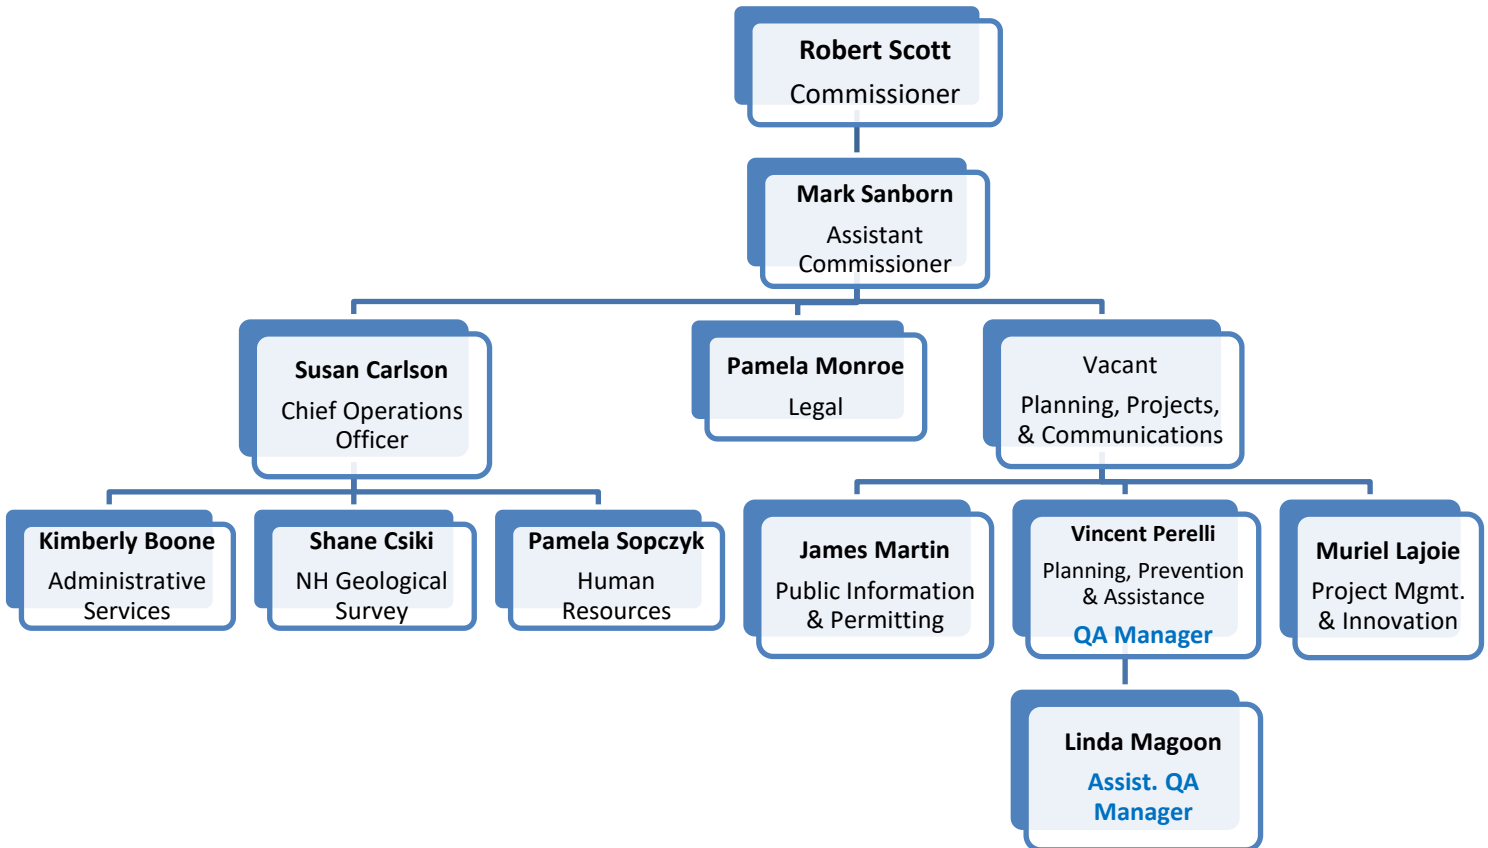 Robert Scott
Commissioner
Mark Sanborn
Assistant
Commissioner
Susan Carlson
Chief Operations
Officer
Pamela Monroe
Legal
Vacant
Planning, Projects,
& Communications
Kimberly Boone
Administrative
Services
Shane Csiki
NH Geological
Survey
Pamela Sopczyk
Human
Resources
James Martin
Public Information
& Permitting
Vincent Perelli
Planning, Prevention
& Assistance
QA Manager
Muriel Lajoie
Project Mgmt.
& Innovation
Linda Magoon
Assist. QA
Manager